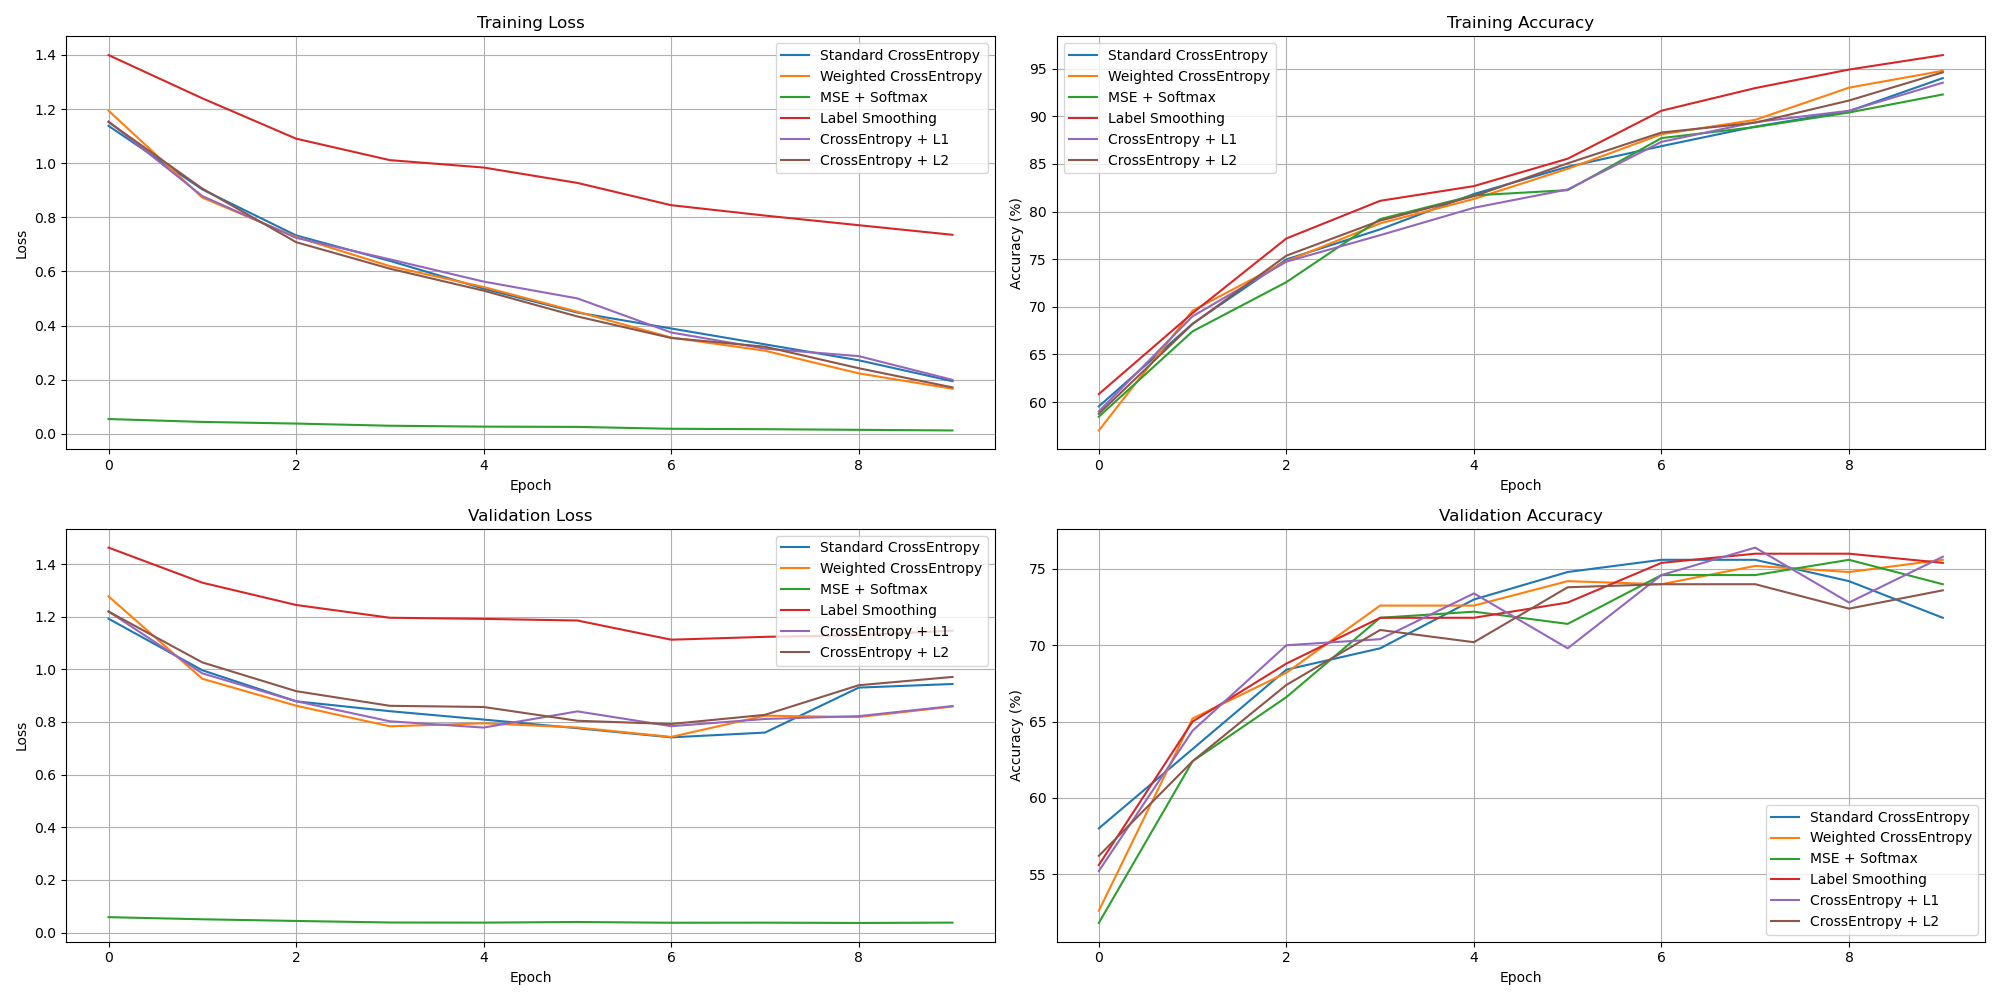 Training Loss
Loss
1.4
1.2
1.0
0.8
0.6
0.4
0.2
0.0
Standard CrossEntropy
Weighted CrossEntropy
MSE + Softmax
Label Smoothing
CrossEntropy + L1
CrossEntropy + L2
0 2 4 6 8
Epoch
Training Accuracy
Accuracy (%)
95
90
85
80
75
70
65
60
Standard CrossEntropy
Weighted CrossEntropy
MSE + Softmax
Label Smoothing
CrossEntropy + L1
CrossEntropy + L2
0 2 4 6 8
Epoch
Validation Loss
Loss
1.4
1.2
1.0
0.8
0.6
0.4
0.2
0.0
Standard CrossEntropy
Weighted CrossEntropy
MSE + Softmax
Label Smoothing
CrossEntropy + L1
CrossEntropy + L2
0 2 4 6 8
Epoch
Validation Accuracy
Accuracy (%)
75
70
65
60
55
Standard CrossEntropy
Weighted CrossEntropy
MSE + Softmax
Label Smoothing
CrossEntropy + L1
CrossEntropy + L2
0 2 4 6 8
Epoch